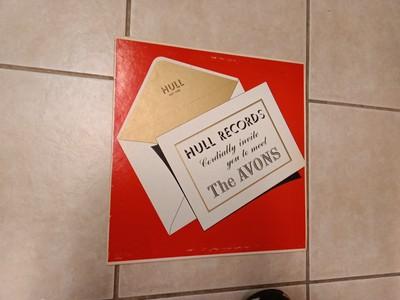 HULL
HULL RECORDS
Cordially invite
you to meet
The AVONS